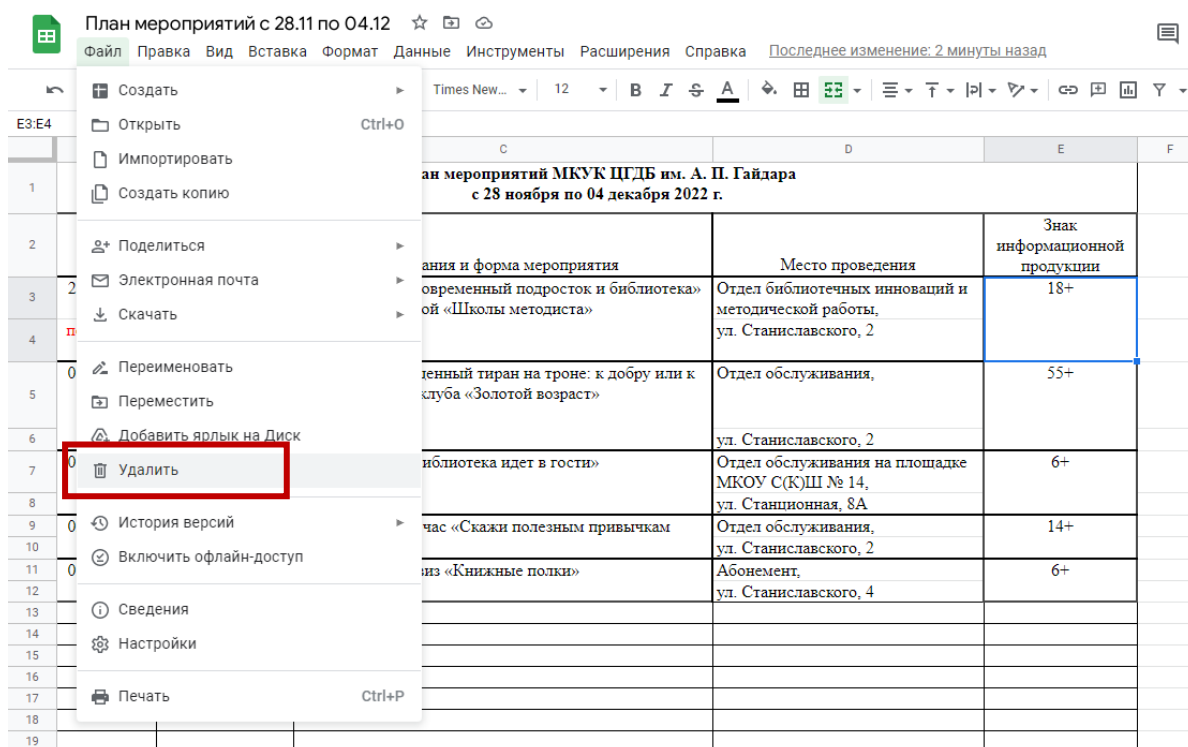 План мероприятий с 28.11 по 04.12
Файл Правка Вид Вставка Формат Данные Инструменты Расширения Справка Последнее изменение: 2 минуты назад
Times New... 12 B I S A
E3:E4
Создать
Открыть Ctrl+O
Импортировать
Создать копию
Поделиться
Электронная почта
Скачать
Переименовать
Переместить
Добавить ярлык на Диск
Удалить
История версий
Включить офлайн-доступ
Сведения
Настройки
Печать Ctrl+P
C D E F
1
ан мероприятий МКУК ЦГДБ им. А. П. Гайдара
с 28 ноября по 04 декабря 2022 г.
2
ания и форма мероприятия
Место проведения
Знак
информационной
продукции
3
2
овременный подросток и библиотека»
ой «Школы методиста»
Отдел библиотечных инноваций и
методической работы,
18+
4
п
ул. Станиславского, 2
5
0
денный тиран на троне: к добру или к
клуба «Золотой возраст»
Отдел обслуживания,
55+
6
ул. Станиславского, 2
7
0
иблиотека идет в гости»
Отдел обслуживания на площадке
МКОУ С(К)Ш № 14,
6+
8
ул. Станционная, 8А
9
0
час «Скажи полезным привычкам
Отдел обслуживания,
14+
10
ул. Станиславского, 2
11
0
виз «Книжные полки»
Абонемент,
6+
12
ул. Станиславского, 4
13
14
15
16
17
18
19